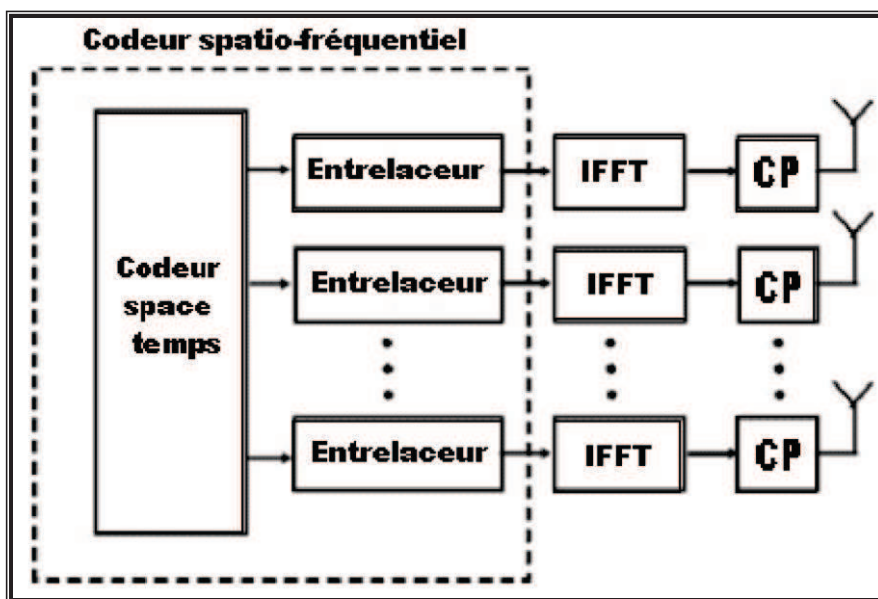 Codeur spatio-fréquentiel
Entrelaceur
IFFT
CP
Codeur
space
temps
Entrelaceur
IFFT
CP
Entrelaceur
IFFT
CP